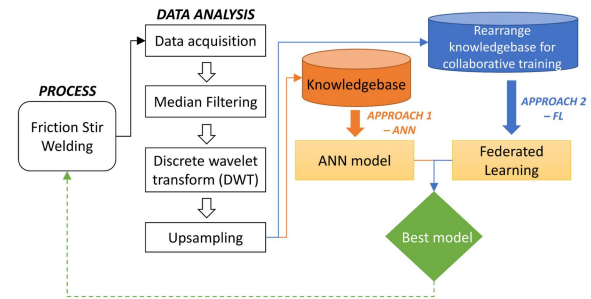 PROCESS
Friction Stir
Welding
DATA ANALYSIS
Data acquisition
Median Filtering
Discrete wavelet
transform (DWT)
Upsampling
Knowledgebase
APPROACH 1
– ANN
ANN model
Rearrange
knowledgebase for
collaborative training
APPROACH 2
– FL
Federated
Learning
Best model